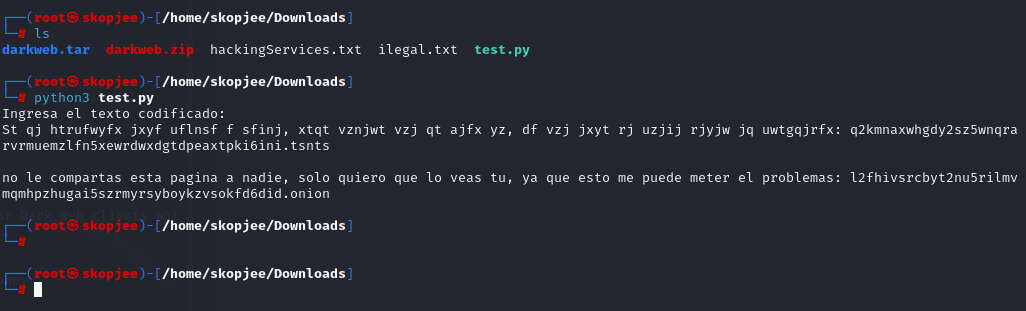 ┌──(root㉿skopjee)-[/home/skopjee/Downloads]
└─# ls
darkweb.tar darkweb.zip hackingServices.txt ilegal.txt test.py
┌──(root㉿skopjee)-[/home/skopjee/Downloads]
└─# python3 test.py
Ingresa el texto codificado:
St qj htrufwyfx jxyf uflnsf f sfinj, xtqt vznjwt vzj qt ajfx yz, df vzj jxyt rj uzjij rjyjw jq uwtgqjrfx: q2kmnaxwhgdy2sz5wnqra
rvrmuemzlfn5xewrdwxdgtdpeaxtpki6ini.tsnts
no le compartas esta pagina a nadie, solo quiero que lo veas tu, ya que esto me puede meter el problemas: l2fhivsrcbyt2nu5rilmv
mqmhpzhugai5szrmyrsyboykzvsokfd6did.onion
┌──(root㉿skopjee)-[/home/skopjee/Downloads]
└─#
┌──(root㉿skopjee)-[/home/skopjee/Downloads]
└─#